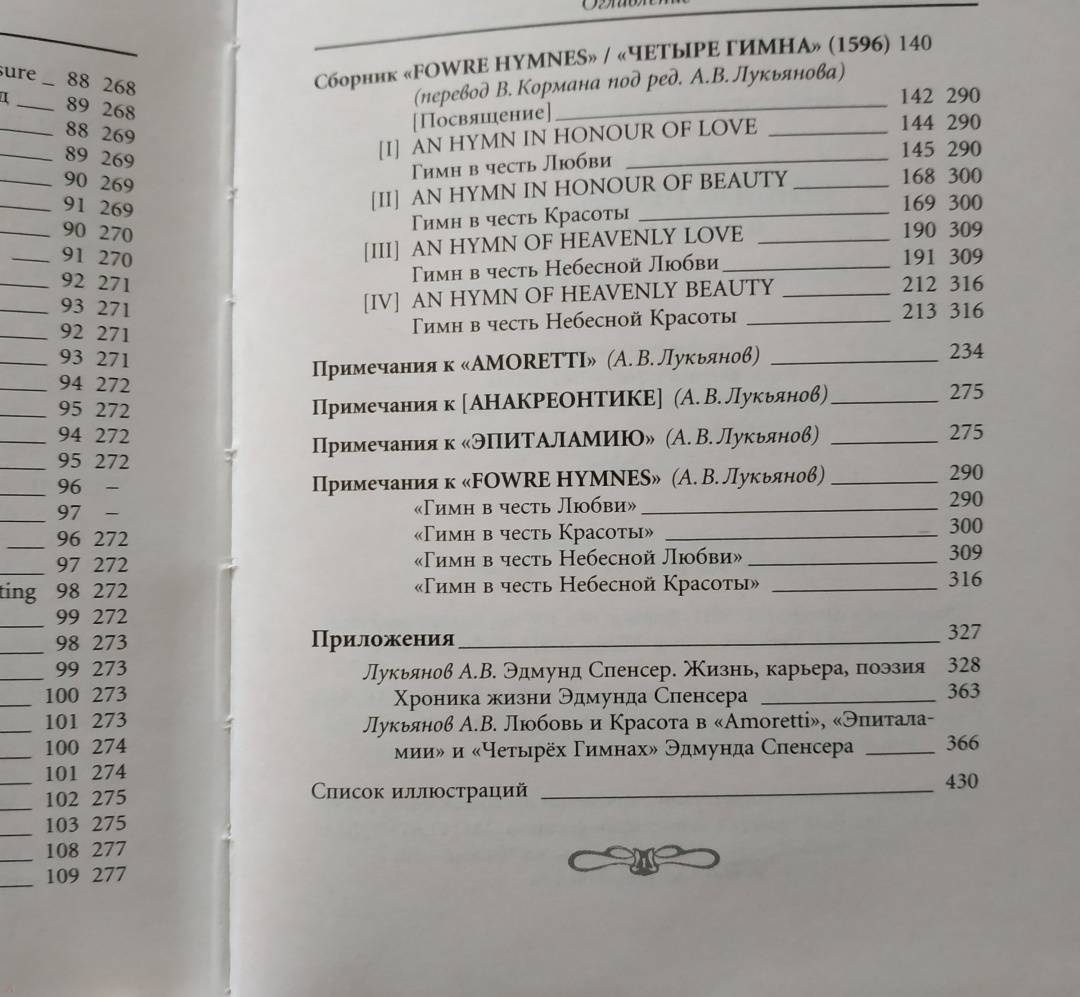 88 268
89 268
88 269
89 269
90 269
91 269
90 270
91 270
92 271
93 271
92 271
93 271
94 272
95 272
94 272
95 272
96 –
97 –
96 272
97 272
98 272
99 272
98 273
99 273
100 273
101 273
100 274
101 274
102 275
103 275
108 277
109 277
Оглавление
Сборник «FOWRE HYMNES» / «ЧЕТЫРЕ ГИМНА» (1596) 140
(перевод В. Кормана под ред. А.В.Лукьянова)
[Посвящение] 142 290
[I] AN HYMN IN HONOUR OF LOVE 144 290
Гимн в честь Любви 145 290
[II] AN HYMN IN HONOUR OF BEAUTY 168 300
Гимн в честь Красоты 169 300
[III] AN HYMN OF HEAVENLY LOVE 190 309
Гимн в честь Небесной Любви 191 309
[IV] AN HYMN OF HEAVENLY BEAUTY 212 316
Гимн в честь Небесной Красоты 213 316
Примечания к «AMORETTI» (А.В.Лукьянов) 234
Примечания к [АНАКРЕОНТИКЕ] (А.В.Лукьянов) 275
Примечания к «ЭПИТАЛАМИЮ» (А.В.Лукьянов) 275
Примечания к «FOWRE HYMNES» (А.В.Лукьянов) 290
«Гимн в честь Любви» 290
«Гимн в честь Красоты» 300
«Гимн в честь Небесной Любви» 309
«Гимн в честь Небесной Красоты» 316
Приложения 327
Лукьянов А.В. Эдмунд Спенсер. Жизнь, карьера, поэзия 328
Хроника жизни Эдмунда Спенсера 363
Лукьянов А.В. Любовь и Красота в «Amoretti», «Эпитала-
мии» и «Четырёх Гимнах» Эдмунда Спенсера 366
Список иллюстраций 430